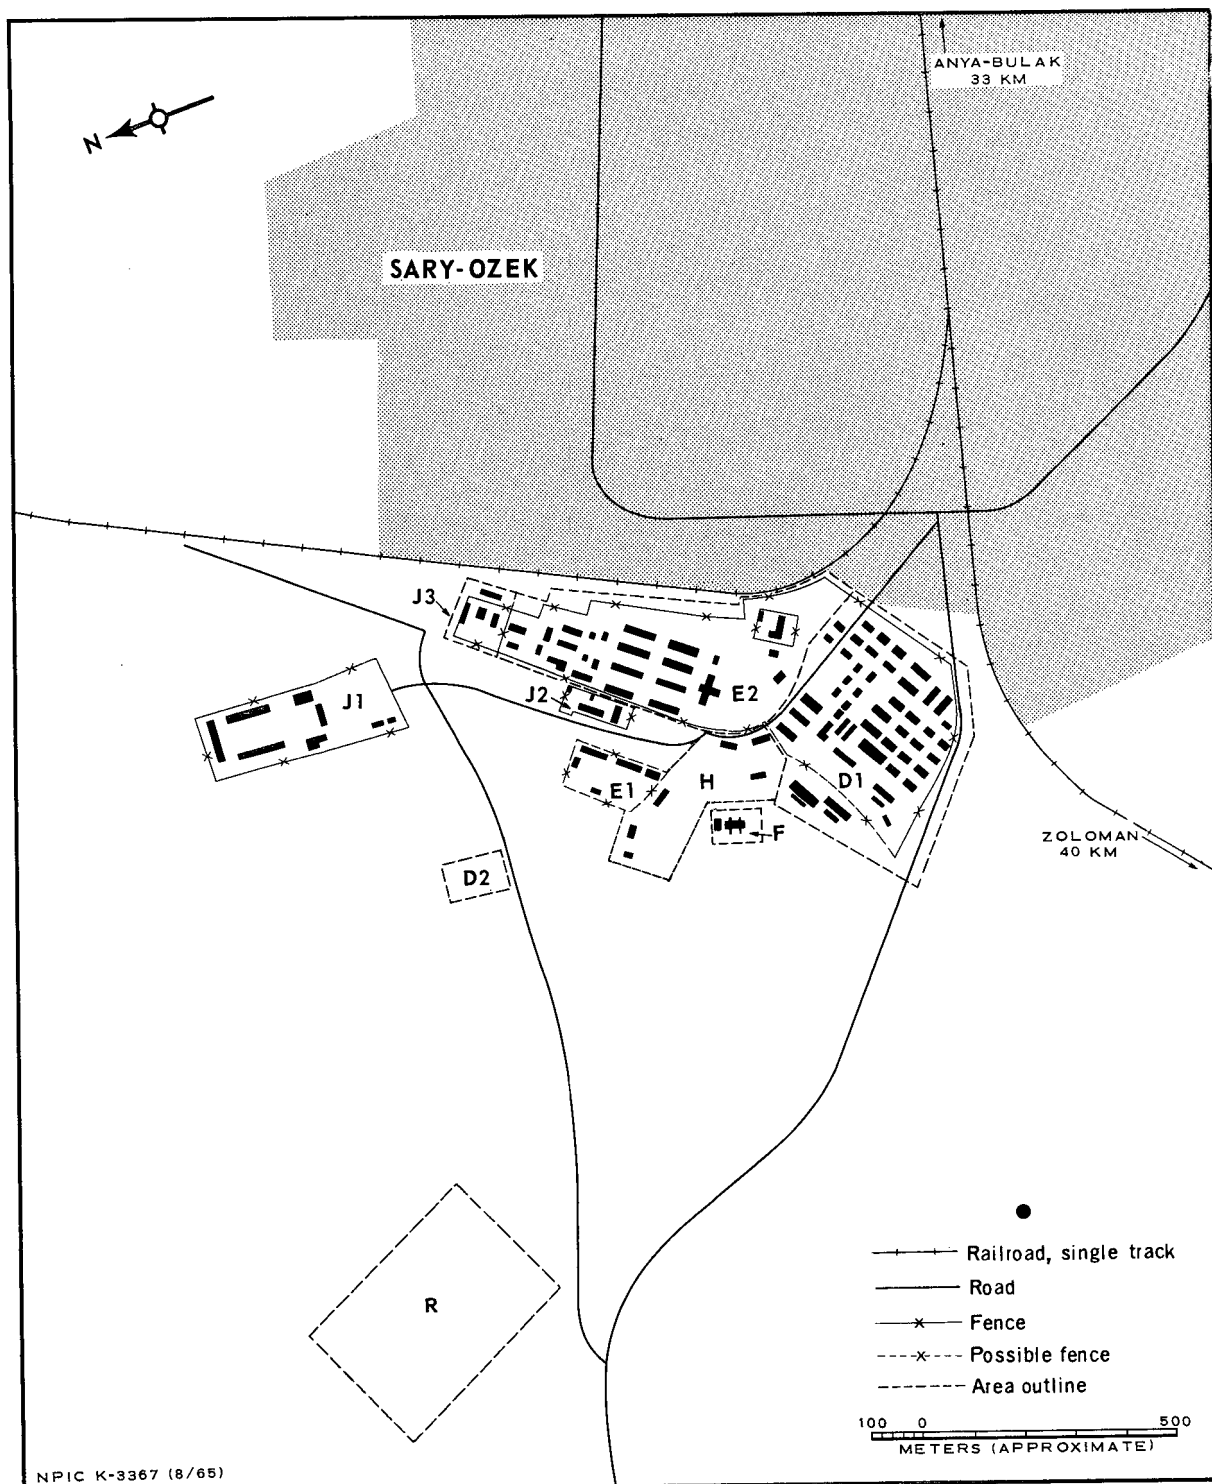 ANYA-BULAK
33 KM
N
SARY-OZEK
J3
J2
J1
E2
E1
H
D1
F
D2
ZOLOMAN
40 KM
R
Railroad, single track
Road
Fence
Possible fence
Area outline
100 0 500
METERS (APPROXIMATE)
NPIC K-3367 (8/65)